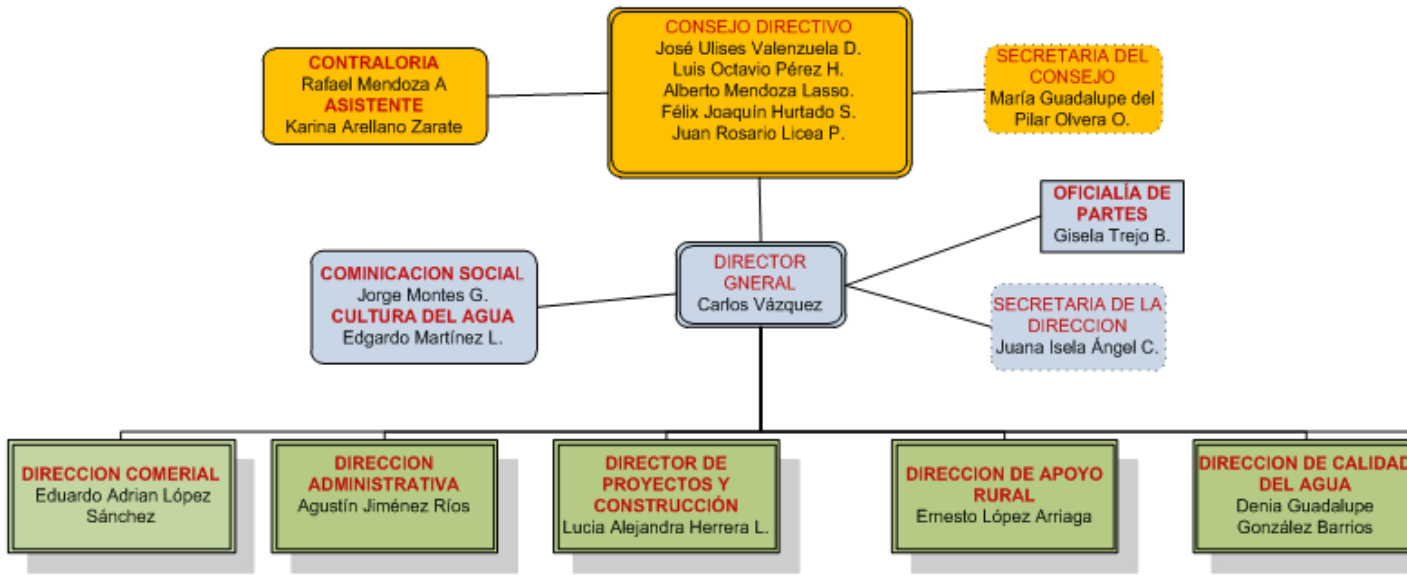 CONSEJO DIRECTIVO
José Ulises Valenzuela D.
Luis Octavio Pérez H.
Alberto Mendoza Lasso.
Félix Joaquín Hurtado S.
Juan Rosario Licea P.
CONTRALORIA
Rafael Mendoza A
ASISTENTE
Karina Arellano Zarate
SECRETARIA DEL
CONSEJO
María Guadalupe del
Pilar Olvera O.
OFICIALÍA DE
PARTES
Gisela Trejo B.
DIRECTOR
GNERAL
Carlos Vázquez
COMINICACION SOCIAL
Jorge Montes G.
CULTURA DEL AGUA
Edgardo Martínez L.
SECRETARIA DE LA
DIRECCION
Juana Isela Ángel C.
DIRECCION COMERIAL
Eduardo Adrian López
Sánchez
DIRECCION
ADMINISTRATIVA
Agustín Jiménez Ríos
DIRECTOR DE
PROYECTOS Y
CONSTRUCCIÓN
Lucia Alejandra Herrera L.
DIRECCION DE APOYO
RURAL
Ernesto López Arriaga
DIRECCION DE CALIDAD
DEL AGUA
Denia Guadalupe
González Barrios